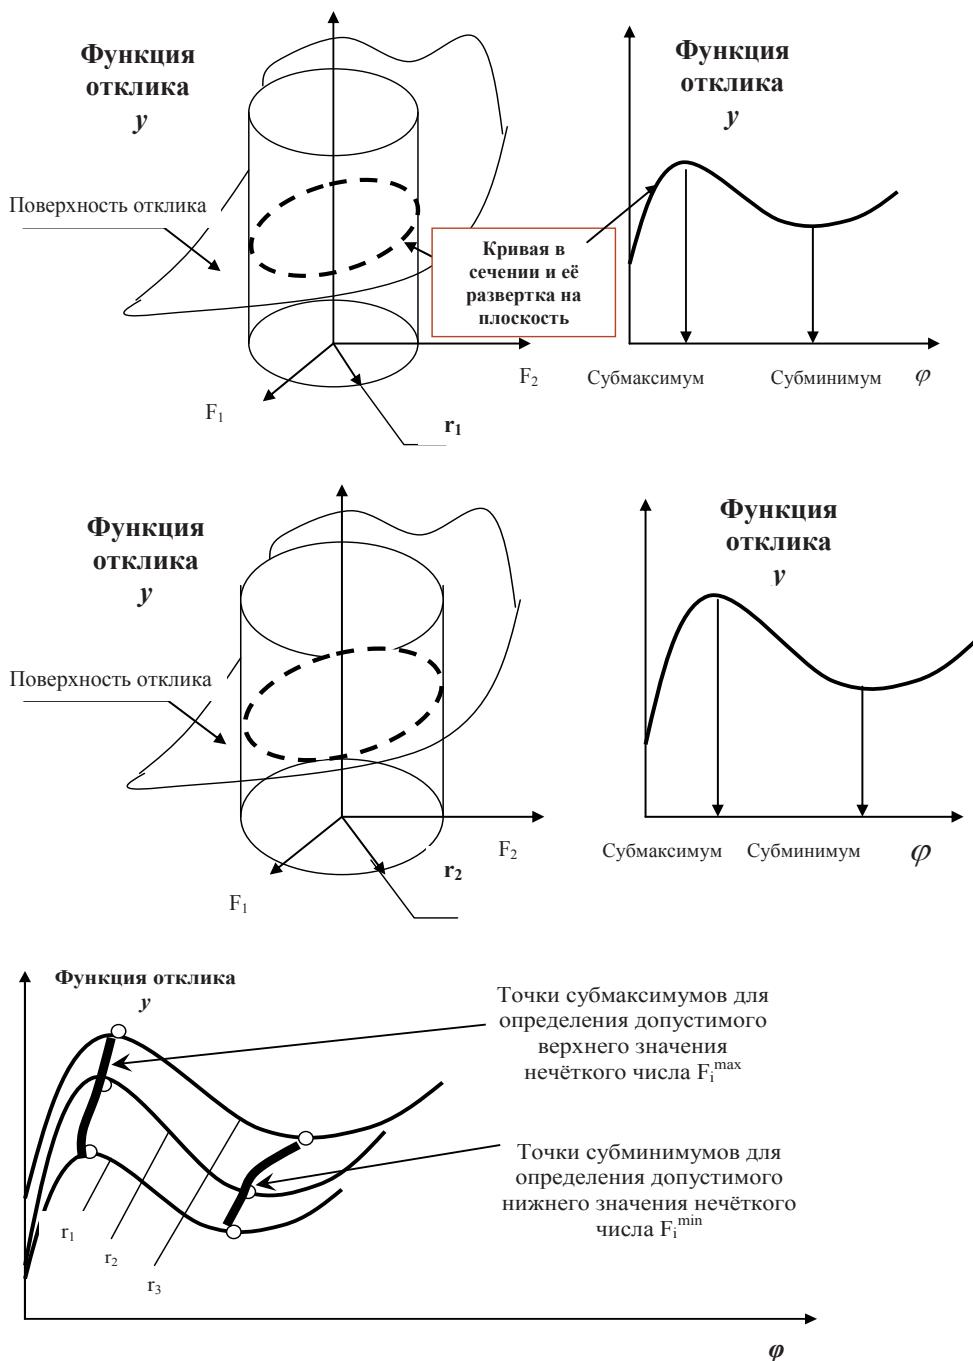 Функция
отклика
y
Поверхность отклика
F₁
F₂
r₁
Кривая в
сечении и её
развертка на
плоскость
Функция
отклика
y
Субмаксимум
Субминимум
φ
Функция
отклика
y
Поверхность отклика
F₁
F₂
r₂
Функция
отклика
y
Субмаксимум
Субминимум
φ
Функция отклика
y
r₁
r₂
r₃
Точки субмаксимумов для
определения допустимого
верхнего значения
нечёткого числа Fᵢᵐᵃˣ
Точки субминимумов для
определения допустимого
нижнего значения нечёткого
числа Fᵢᵐⁱⁿ
φ